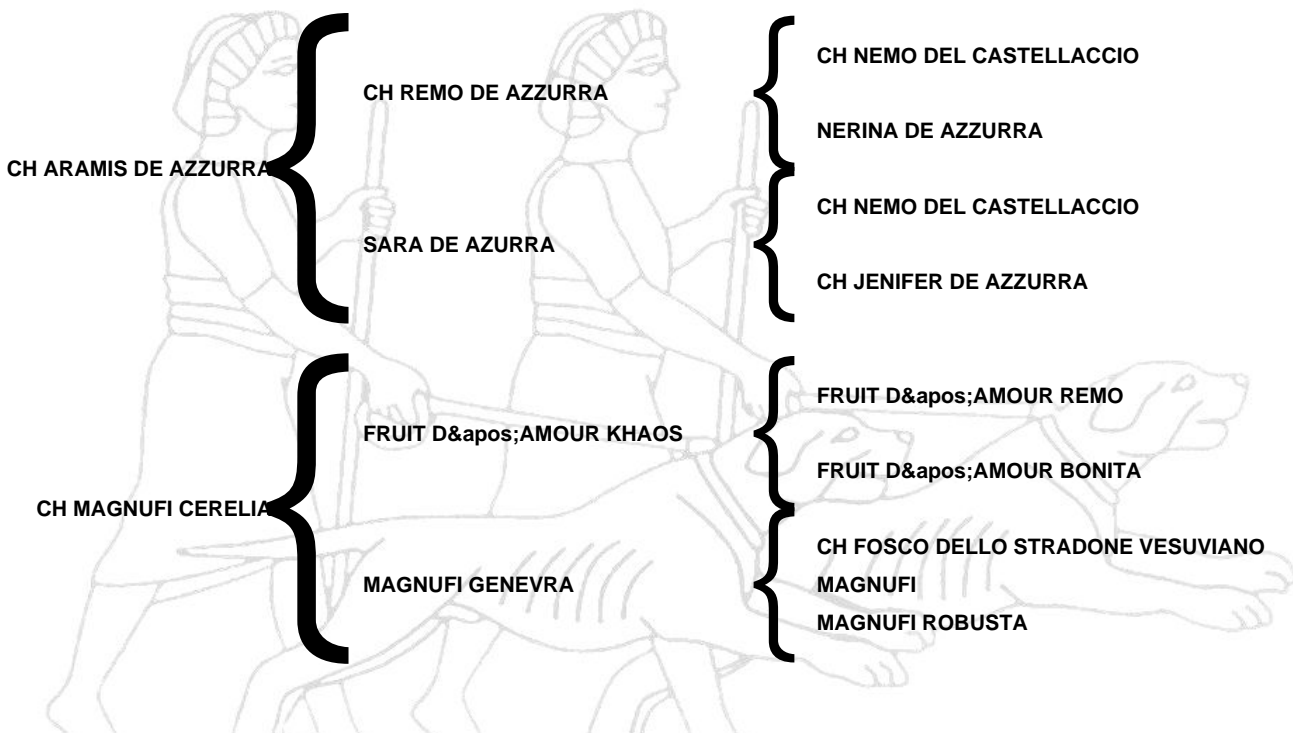 CH NEMO DEL CASTELLACCIO
CH REMO DE AZZURRA
NERINA DE AZZURRA
CH ARAMIS DE AZZURRA
CH NEMO DEL CASTELLACCIO
SARA DE AZURRA
CH JENIFER DE AZZURRA
FRUIT D&apos;AMOUR REMO
FRUIT D&apos;AMOUR KHAOS
FRUIT D&apos;AMOUR BONITA
CH MAGNUFI CERELIA
CH FOSCO DELLO STRADONE VESUVIANO
MAGNUFI GENEVRA
MAGNUFI
MAGNUFI ROBUSTA